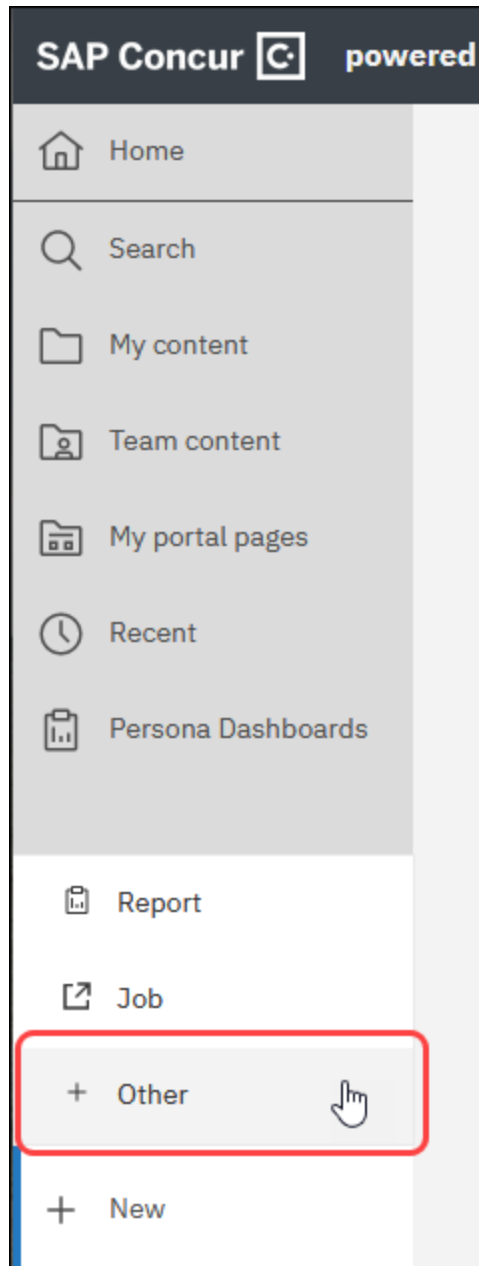 SAP Concur C powered
Home
Search
My content
Team content
My portal pages
Recent
Persona Dashboards
Report
Job
+ Other
+ New